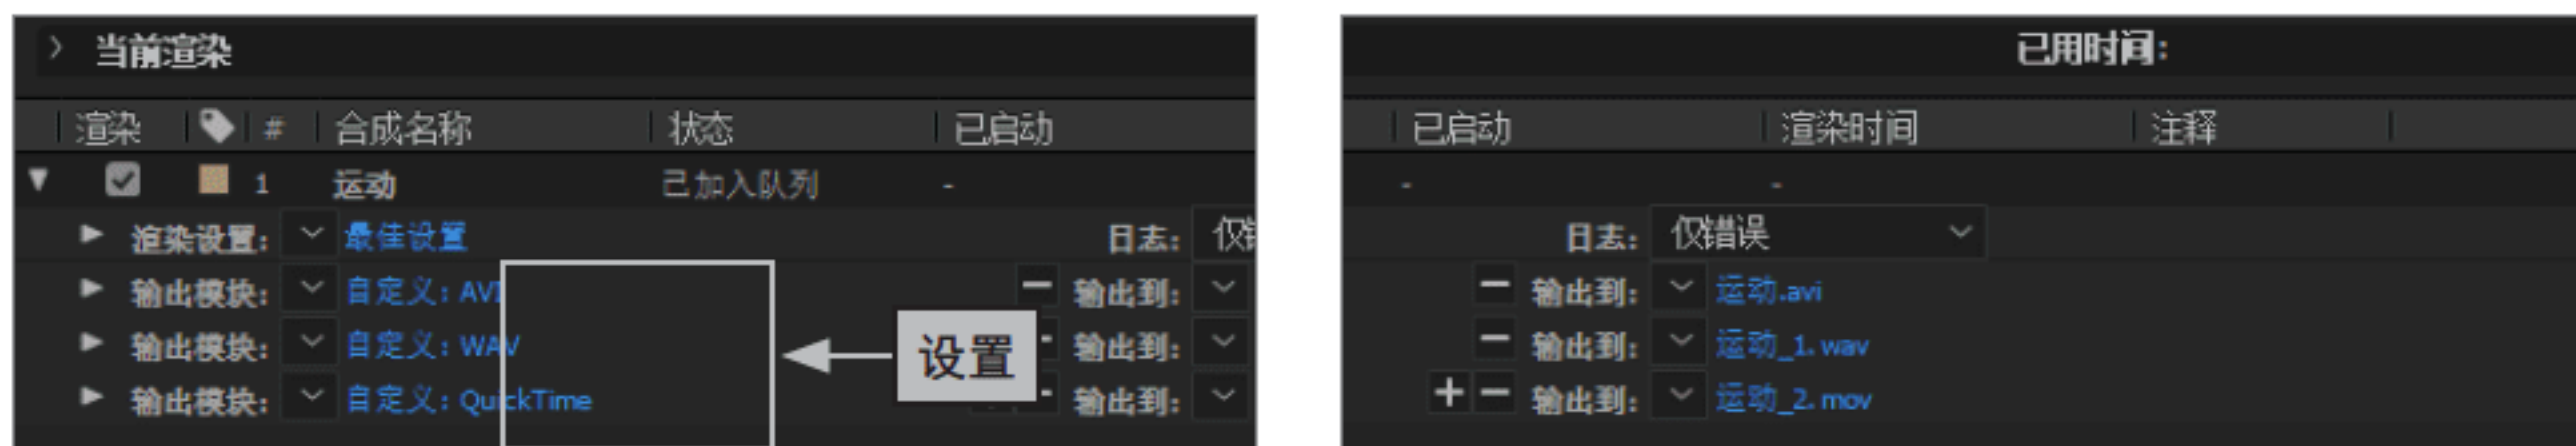 当前渲染
渲染 # 合成名称 状态 已启动
1 运动 已加入队列 -
渲染设置: 最佳设置 日志:
输出模块: 自定义: AVI 输出到:
输出模块: 自定义: WAV 输出到:
输出模块: 自定义: QuickTime 输出到:
设置
已用时间:
已启动 渲染时间 注释
- -
日志: 仅错误
输出到: 运动.avi
输出到: 运动_1.wav
输出到: 运动_2.mov